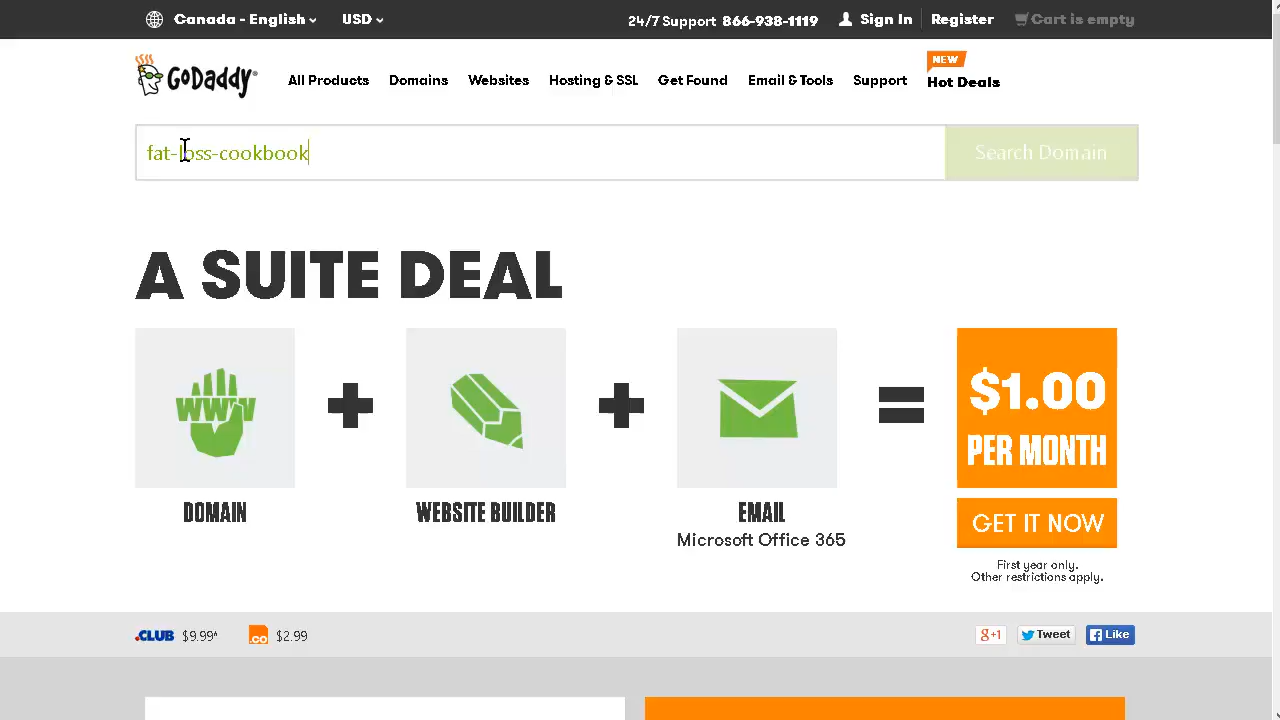 Canada - English USD 24/7 Support 866-938-1119 Sign In Register Cart is empty
GODADDY
All Products Domains Websites Hosting & SSL Get Found Email & Tools Support NEW Hot Deals
fat-loss-cookbook Search Domain
A SUITE DEAL
www
$1.00
PER MONTH
DOMAIN WEBSITE BUILDER EMAIL
Microsoft Office 365
GET IT NOW
First year only.
Other restrictions apply.
.CLUB $9.99* .co $2.99 g+1 Tweet Like